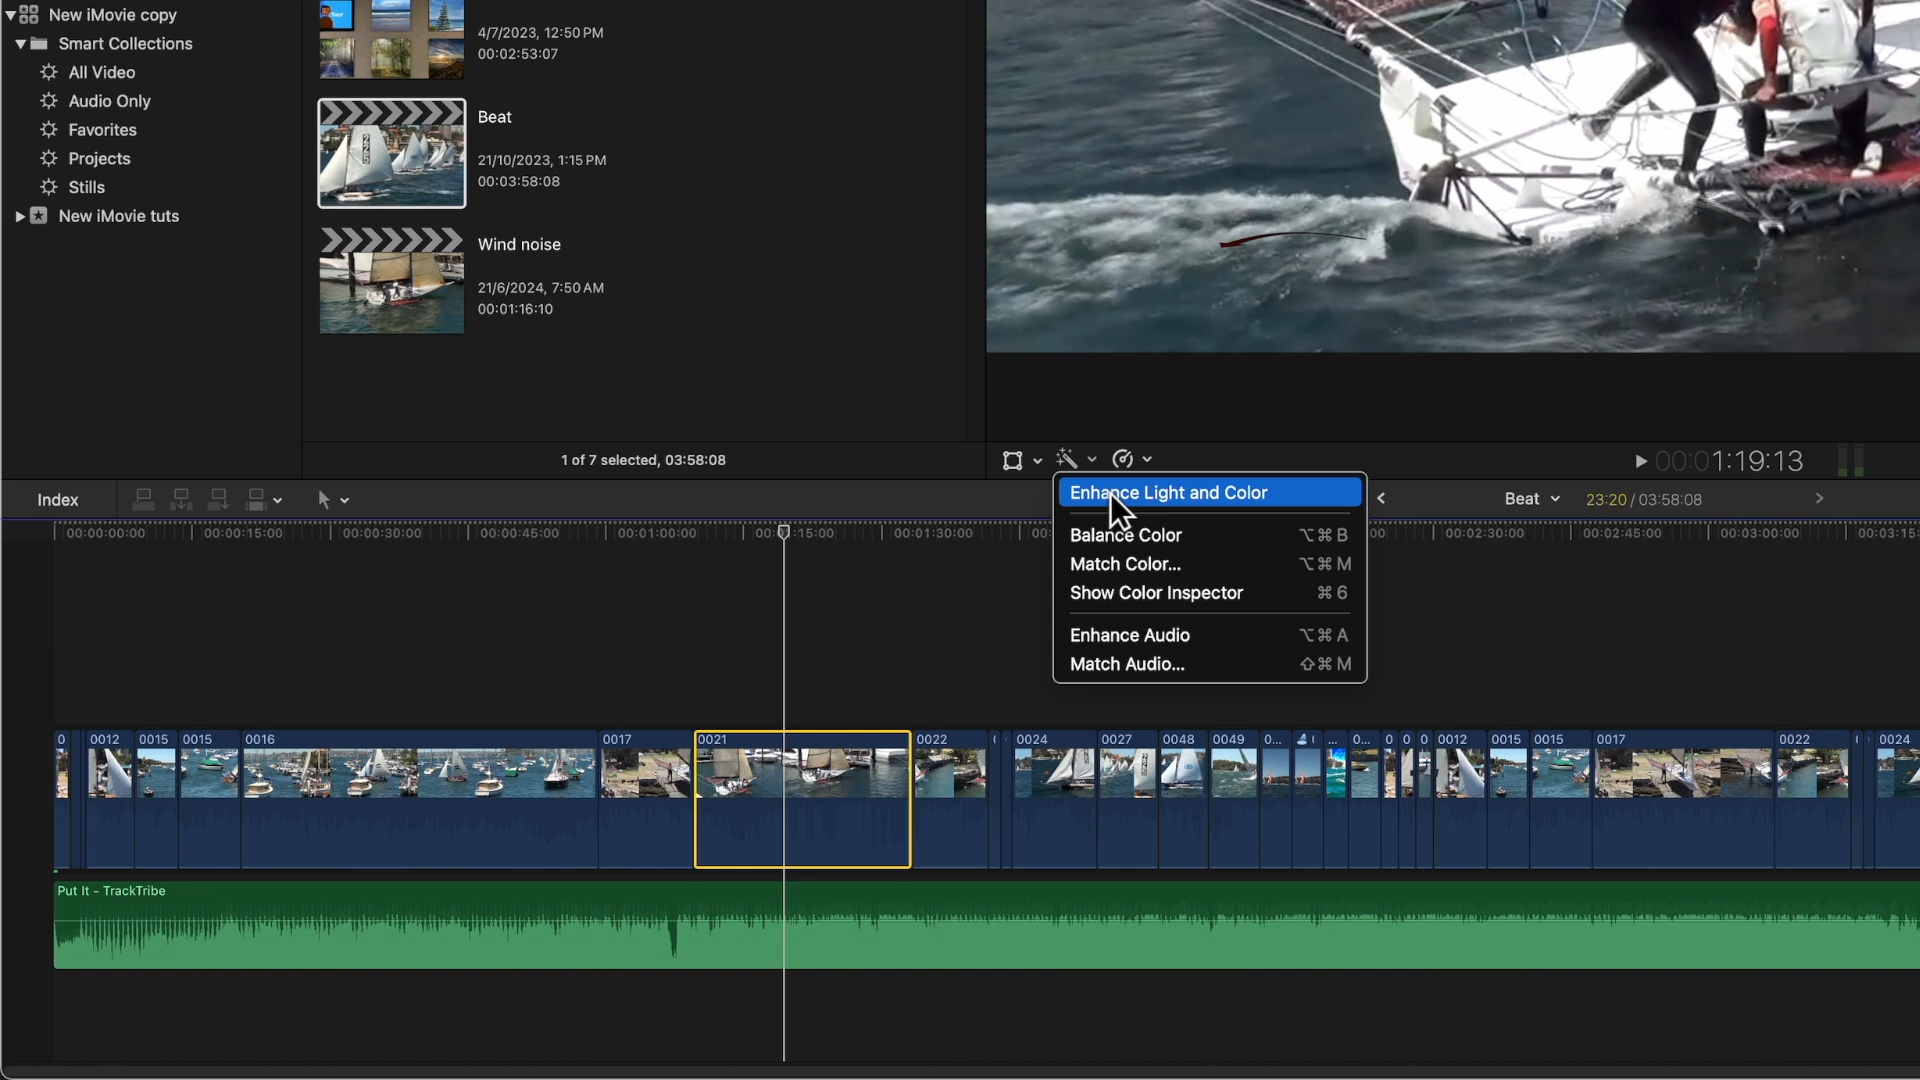 New iMovie copy
Smart Collections
All Video
Audio Only
Favorites
Projects
Stills
New iMovie tuts
4/7/2023, 12:50 PM
00:02:53:07
Beat
21/10/2023, 1:15 PM
00:03:58:08
Wind noise
21/6/2024, 7:50 AM
00:01:16:10
1 of 7 selected, 03:58:08
00:01:19:13
Index
Enhance Light and Color
Balance Color ⌥⌘B
Match Color... ⌥⌘M
Show Color Inspector ⌘6
Enhance Audio ⌥⌘A
Match Audio... ⇧⌘M
Beat
23:20 / 03:58:08
00:00:00:00 00:00:15:00 00:00:30:00 00:00:45:00 00:01:00:00 00:01:15:00 00:01:30:00 00:02:30:00 00:02:45:00 00:03:00:00 00:03:15:
0 0012 0015 0015 0016 0017 0021 0022 0024 0027 0048 0049 0... ... 0... 0 0 0 0012 0015 0015 0017 0022 0024
Put It - TrackTribe